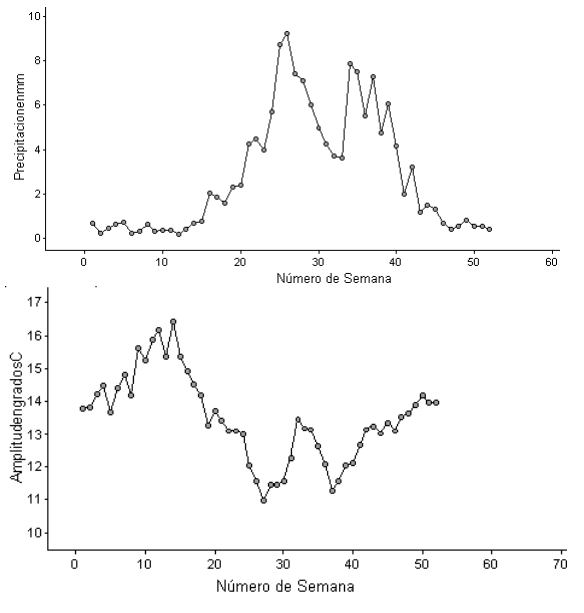 10
8
6
4
2
0
Precipitacionenmm
0 10 20 30 40 50 60
Número de Semana
17
16
15
14
13
12
11
10
AmplitudengradosC
0 10 20 30 40 50 60 70
Número de Semana